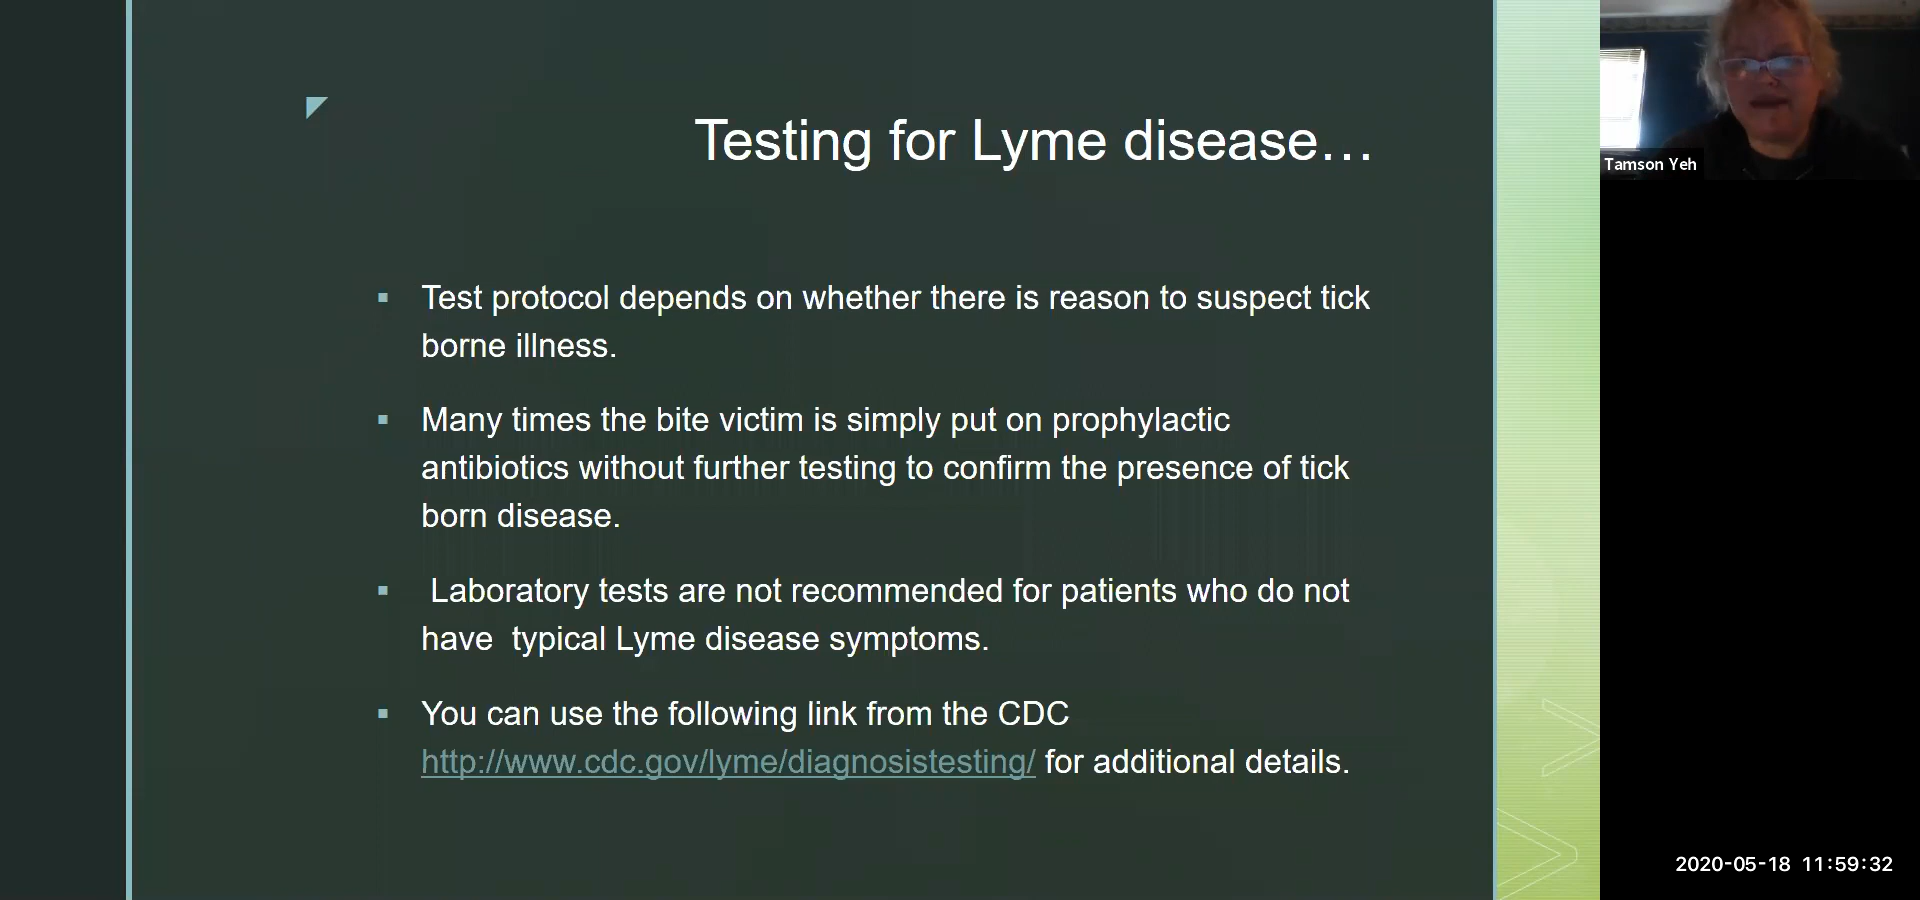 Testing for Lyme disease…
Test protocol depends on whether there is reason to suspect tick
borne illness.
Many times the bite victim is simply put on prophylactic
antibiotics without further testing to confirm the presence of tick
born disease.
Laboratory tests are not recommended for patients who do not
have  typical Lyme disease symptoms.
You can use the following link from the CDC
http://www.cdc.gov/lyme/diagnosistesting/ for additional details.
Tamson Yeh
2020-05-18 11:59:32